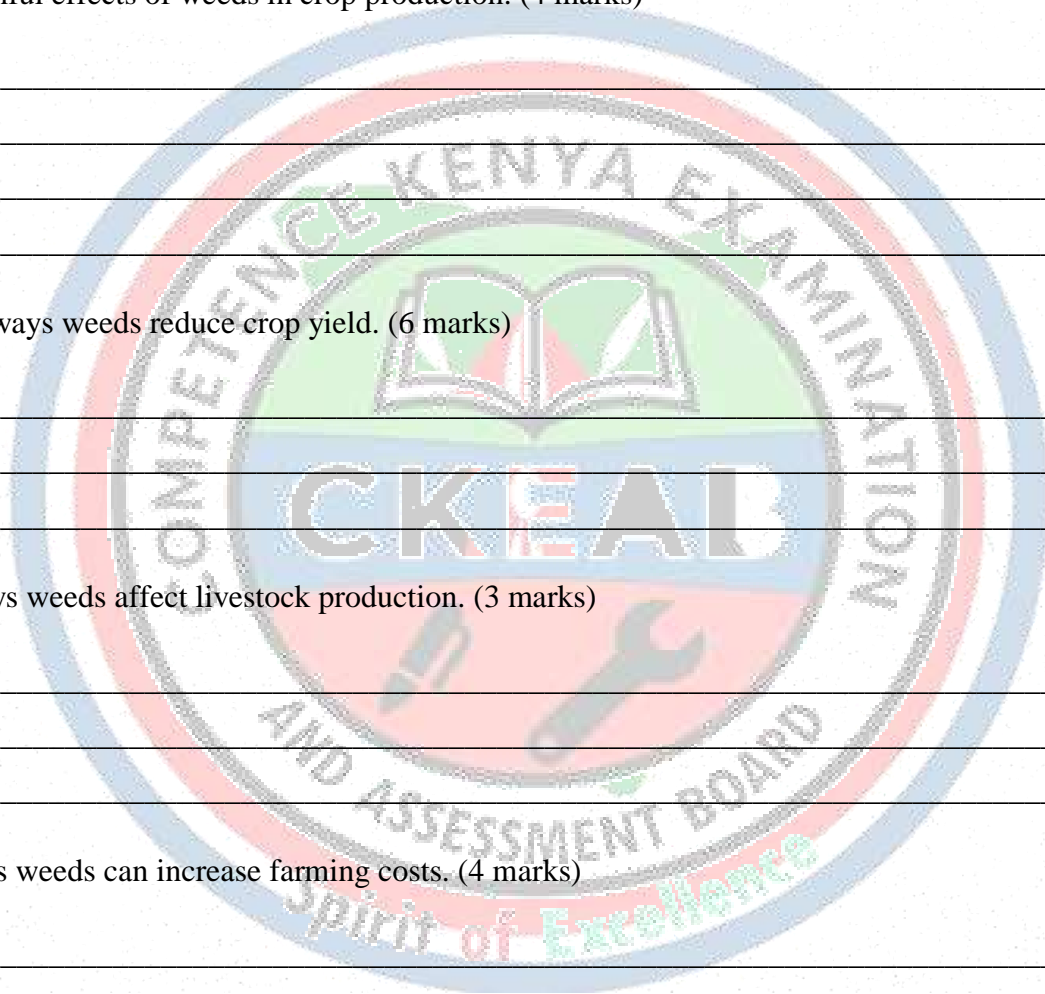 effects of weeds in crop production. (4 marks)
COMPETENCE KENYA EXAMINATION
ways weeds reduce crop yield. (6 marks)
CKEAB
weeds affect livestock production. (3 marks)
AND ASSESSMENT BOARD
weeds can increase farming costs. (4 marks)
Spirit of Excellence